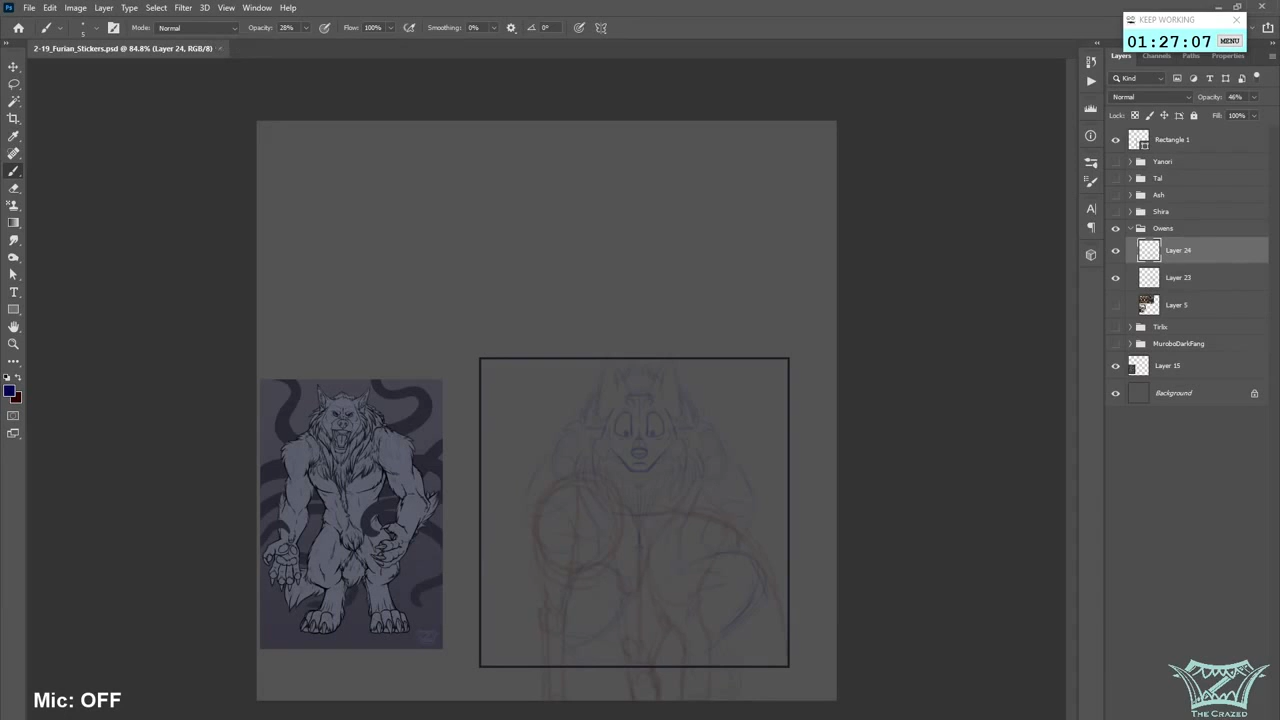 File Edit Image Layer Type Select Filter 3D View Window Help
KEEP WORKING
01:27:07 MENU
5 Mode: Normal Opacity: 28% Flow: 100% Smoothing: 0% 0°
2-19_Furian_Stickers.psd @ 84.8% (Layer 24, RGB/8)
Layers Channels Paths Properties
Kind
Normal Opacity: 46%
Lock: Fill: 100%
Rectangle 1
Yanori
Tal
Ash
Shira
Owens
Layer 24
Layer 23
Layer 5
Tirlix
MuroboDarkFang
Layer 15
Background
Mic: OFF
THE CRAZED